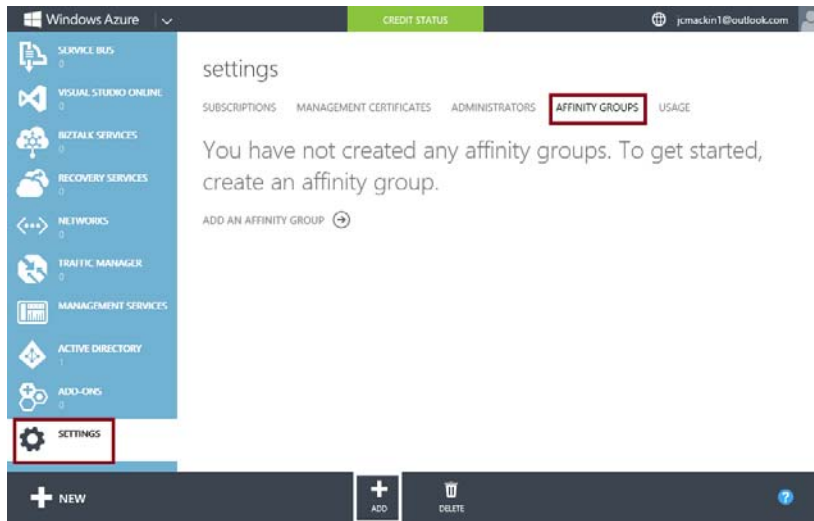 Windows Azure
CREDIT STATUS
jcmackin1@outlook.com
SERVICE BUS
0
VISUAL STUDIO ONLINE
0
BIZTALK SERVICES
0
RECOVERY SERVICES
0
NETWORKS
0
TRAFFIC MANAGER
0
MANAGEMENT SERVICES
ACTIVE DIRECTORY
1
ADD-ONS
0
SETTINGS
settings
SUBSCRIPTIONS MANAGEMENT CERTIFICATES ADMINISTRATORS AFFINITY GROUPS USAGE
You have not created any affinity groups. To get started,
create an affinity group.
ADD AN AFFINITY GROUP
NEW
ADD
DELETE
?